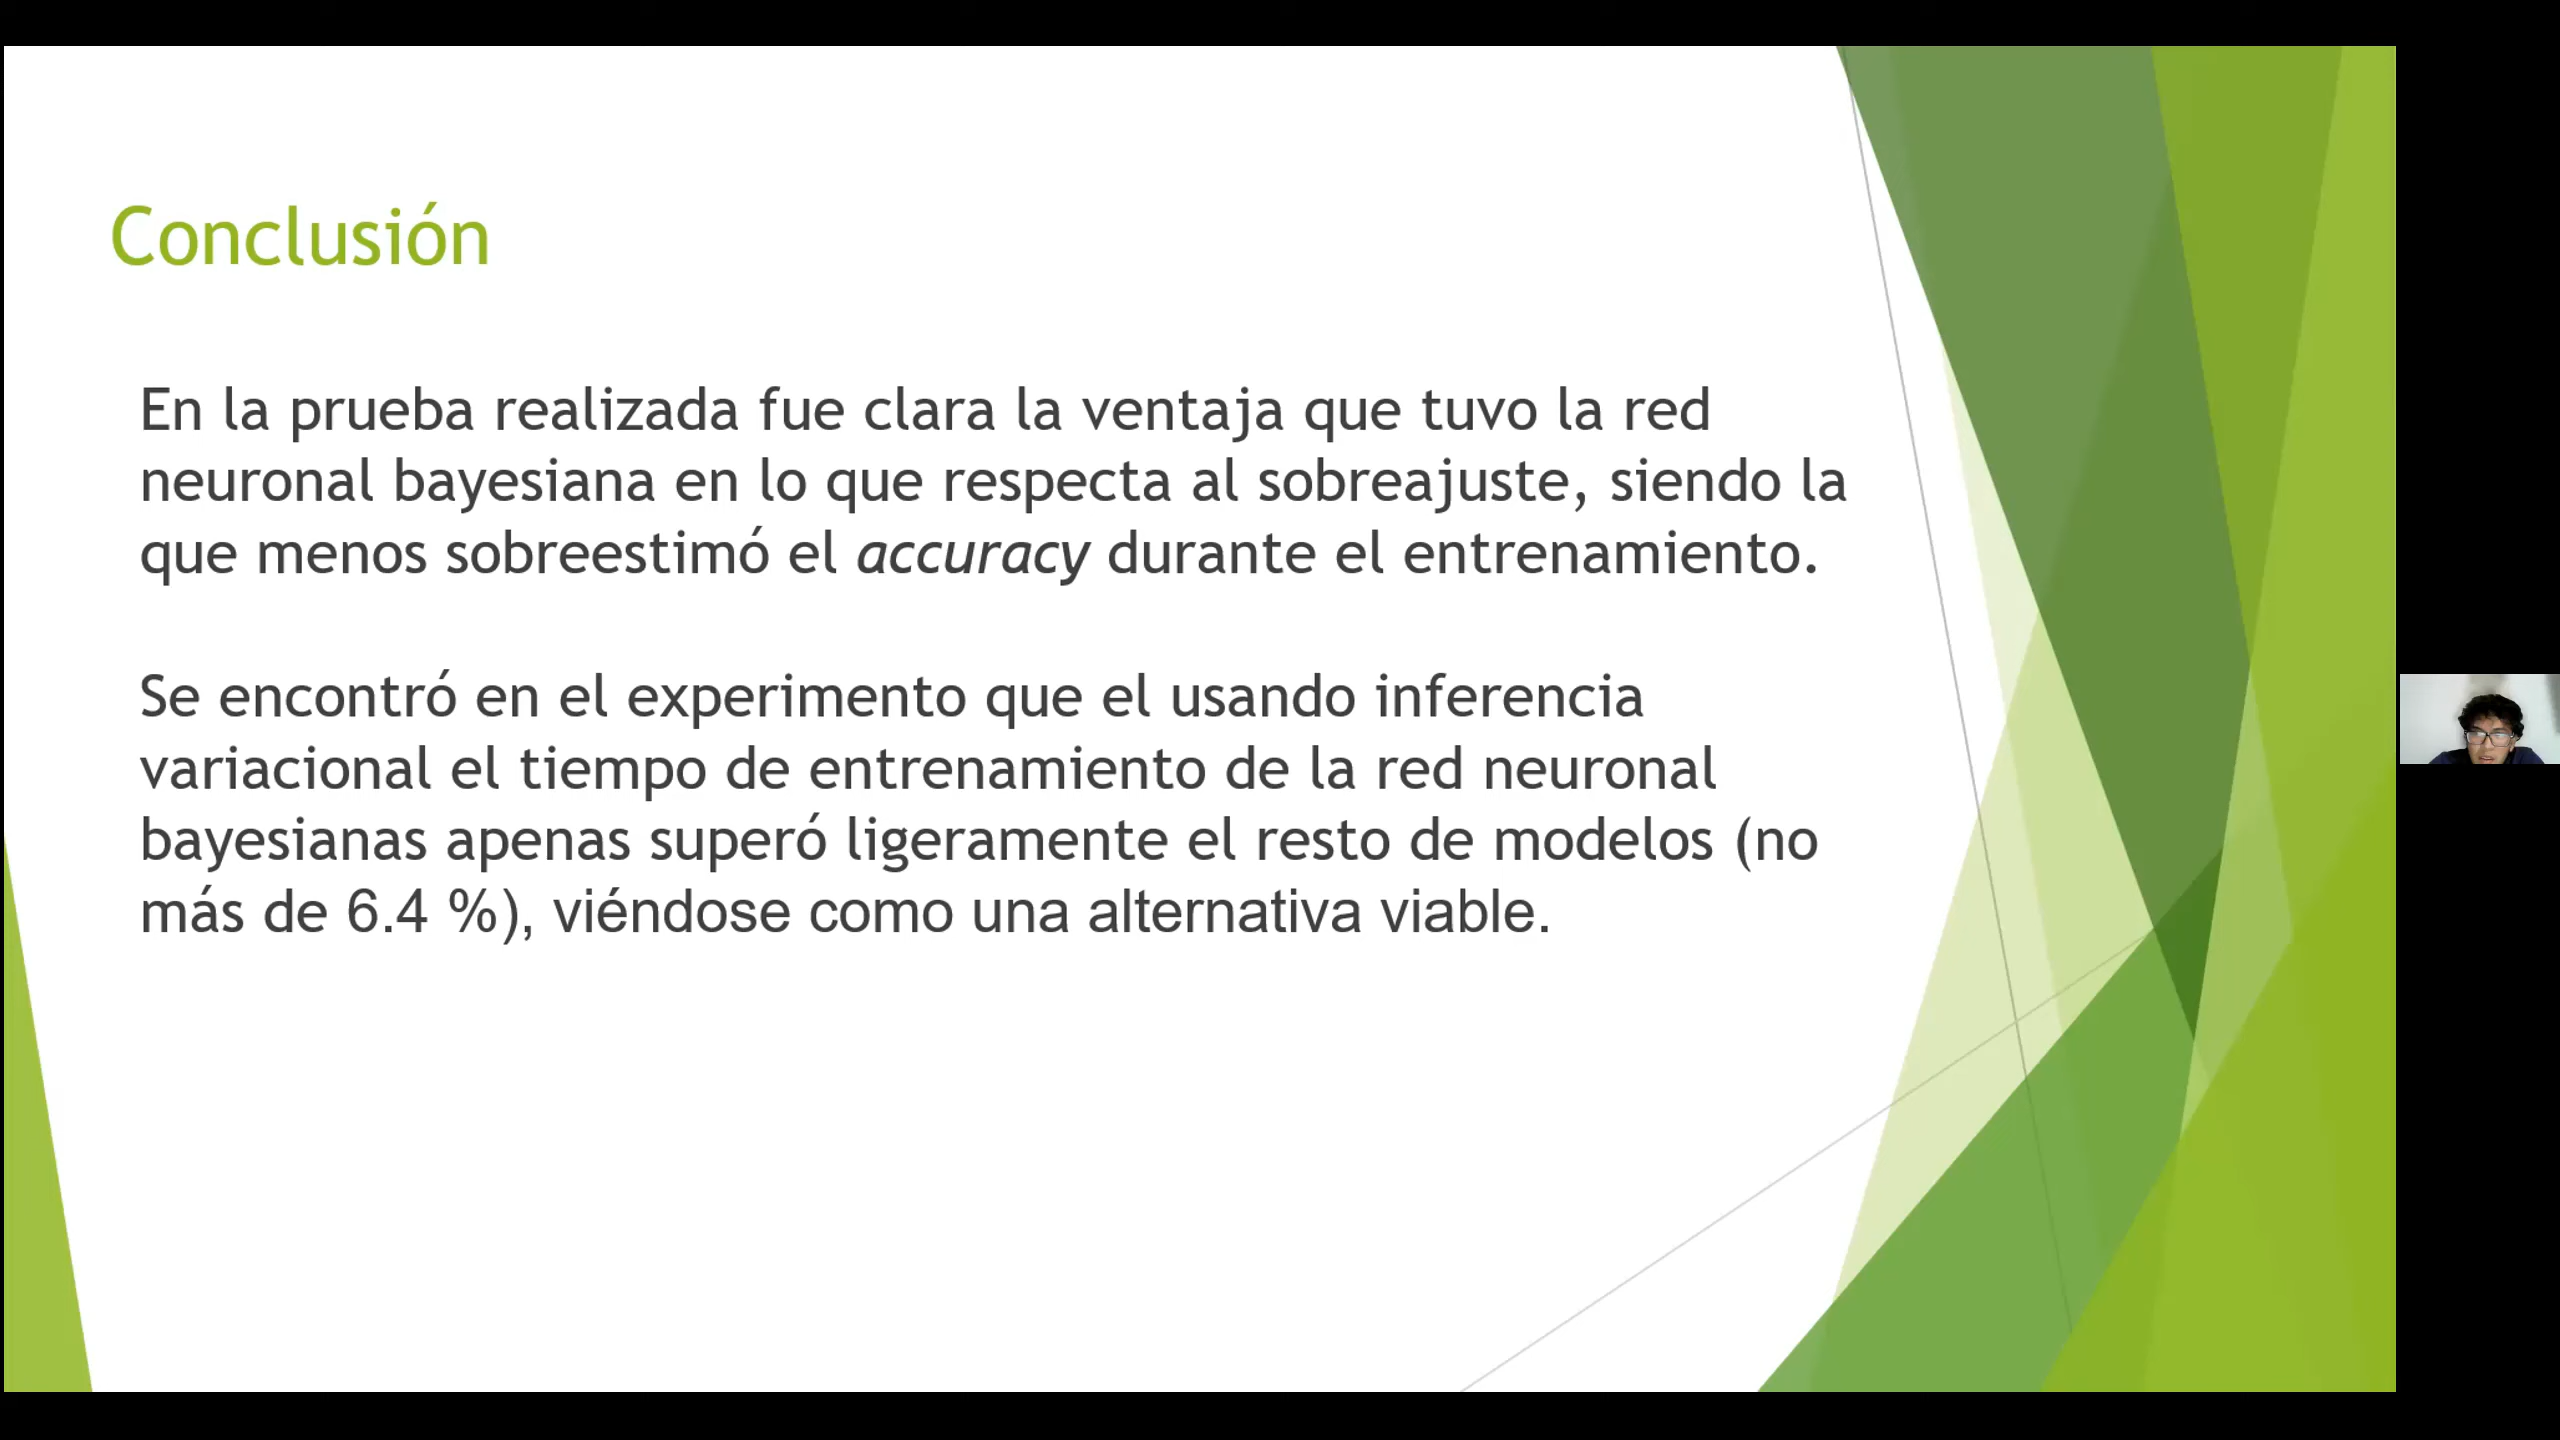 Conclusión
En la prueba realizada fue clara la ventaja que tuvo la red
neuronal bayesiana en lo que respecta al sobreajuste, siendo la
que menos sobreestimó el accuracy durante el entrenamiento.
Se encontró en el experimento que el usando inferencia
variacional el tiempo de entrenamiento de la red neuronal
bayesianas apenas superó ligeramente el resto de modelos (no
más de 6.4 %), viéndose como una alternativa viable.